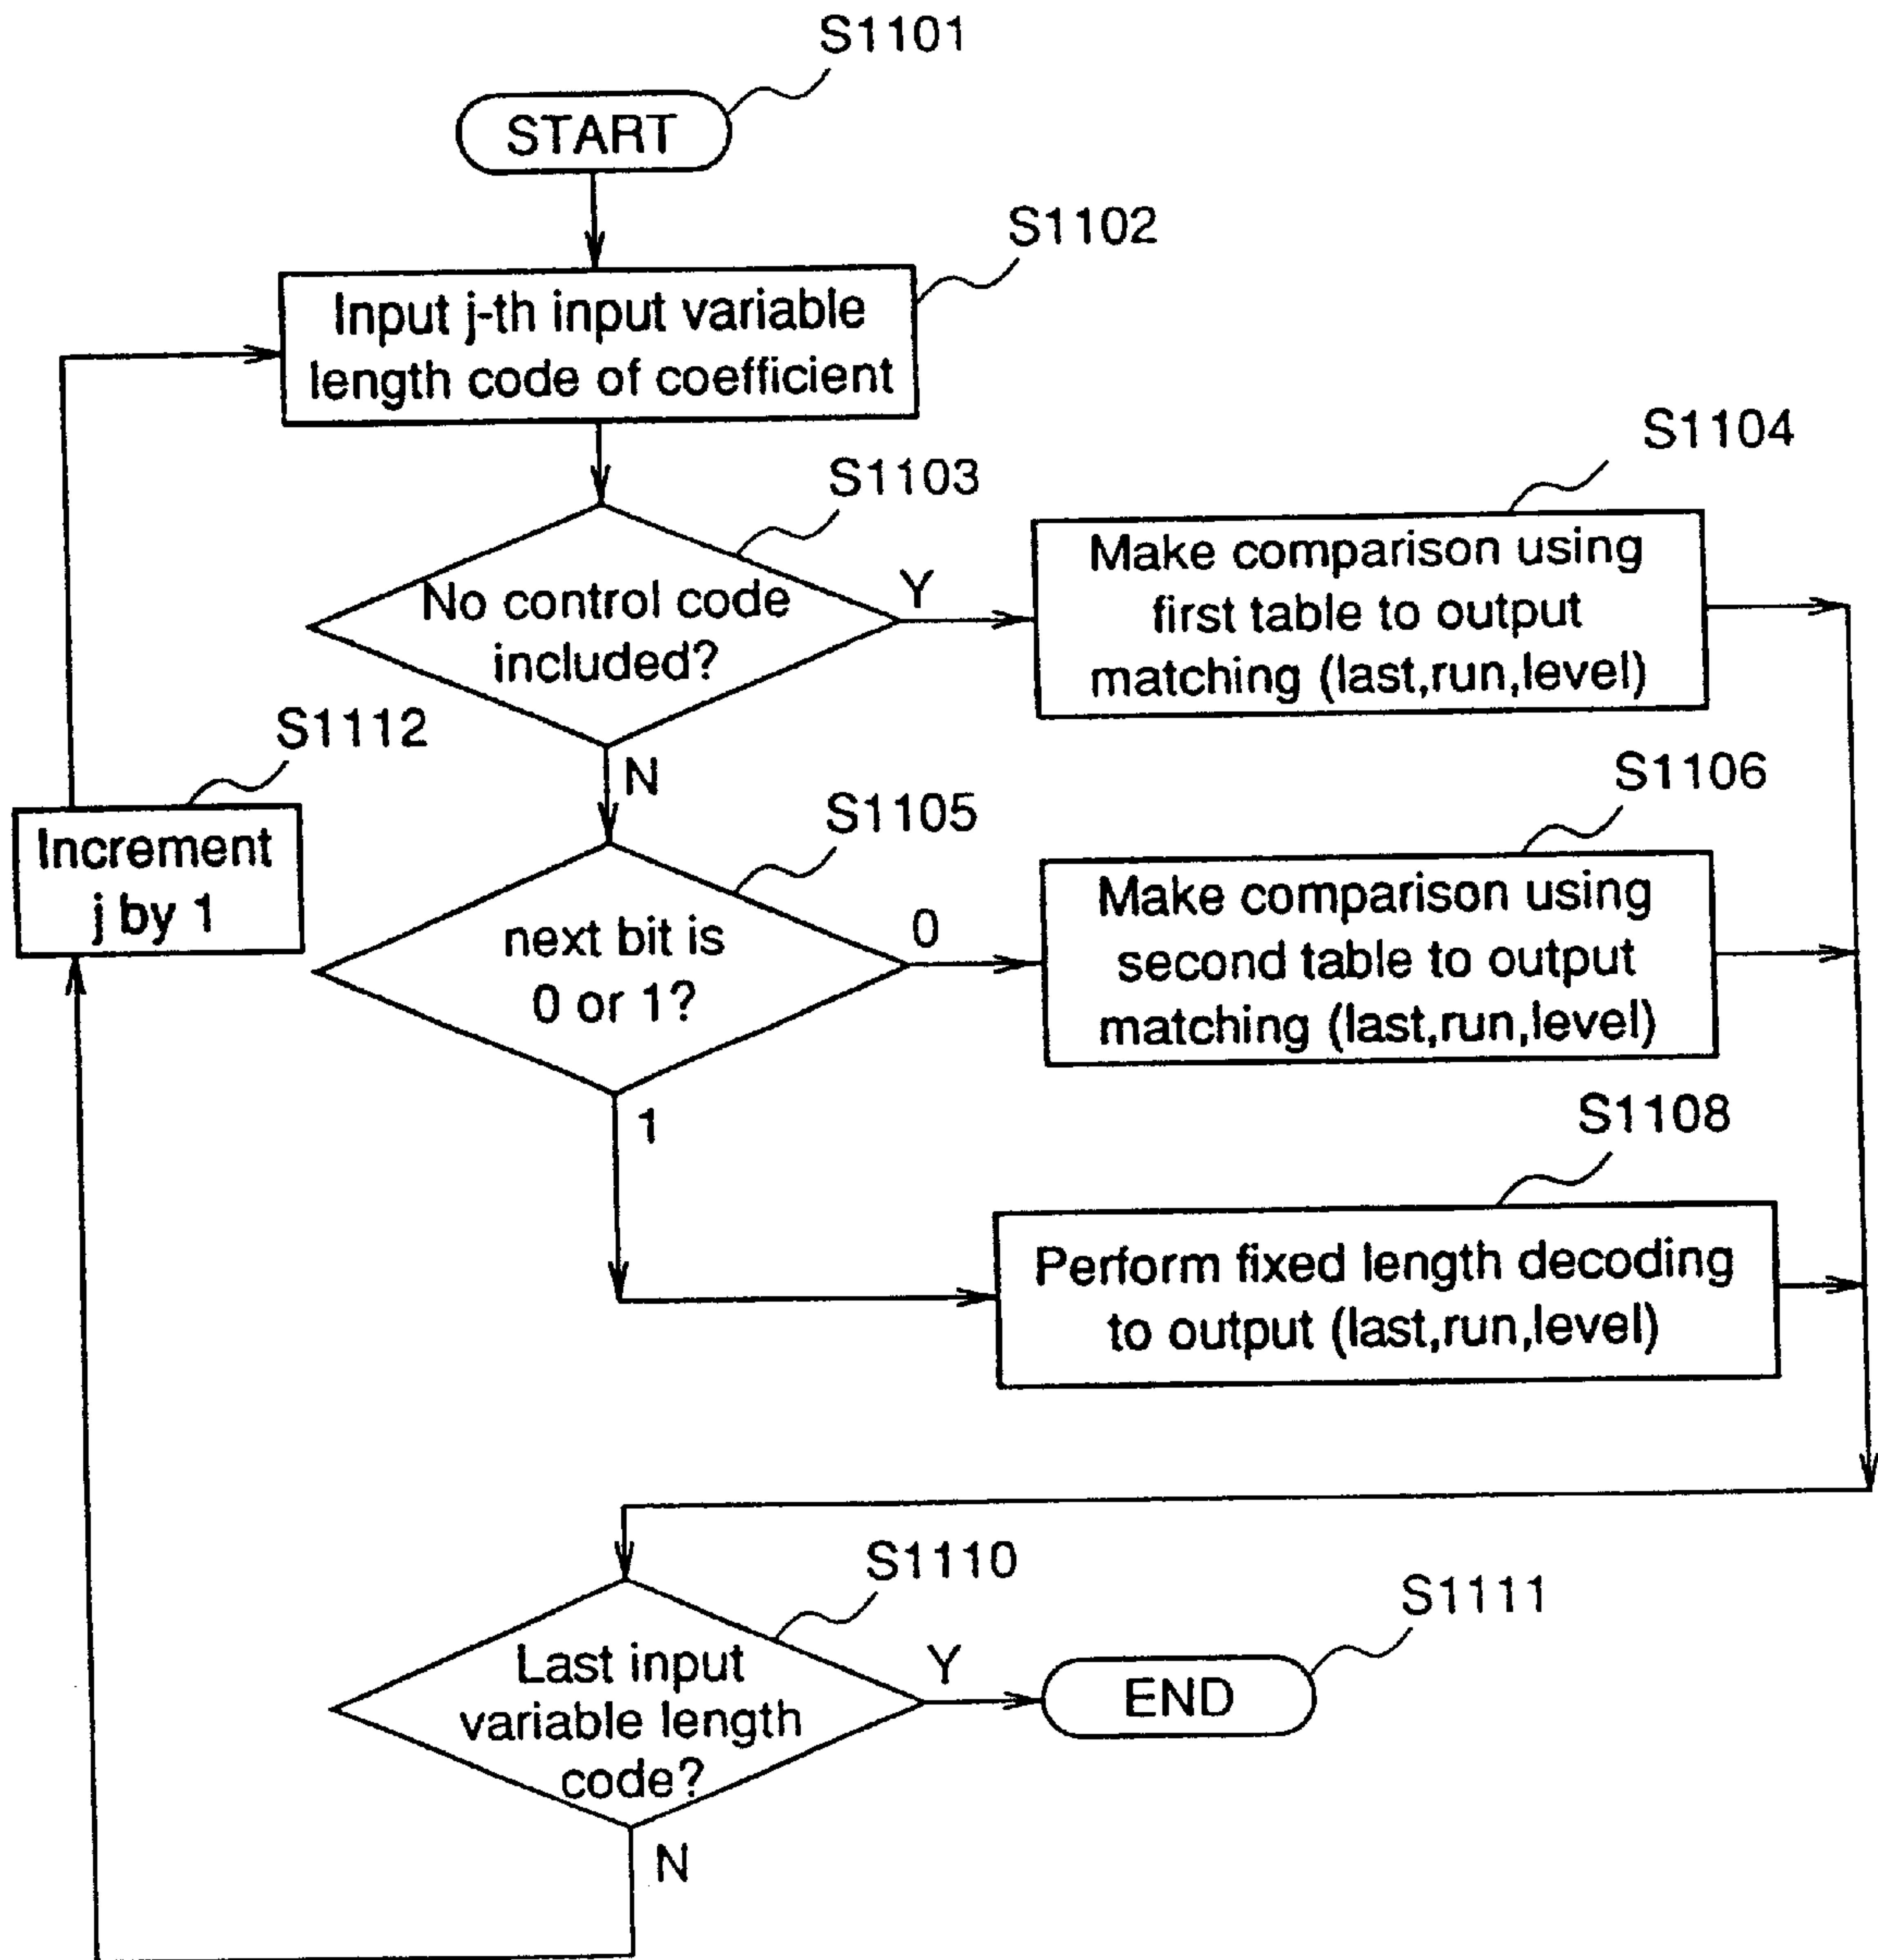 S1101
START
S1102
Input j-th input variable
length code of coefficient
S1103
No control code
included?
Y
N
S1104
Make comparison using
first table to output
matching (last,run,level)
S1112
Increment
j by 1
S1105
next bit is
0 or 1?
0
1
S1106
Make comparison using
second table to output
matching (last,run,level)
S1108
Perform fixed length decoding
to output (last,run,level)
S1110
Last input
variable length
code?
Y
N
S1111
END